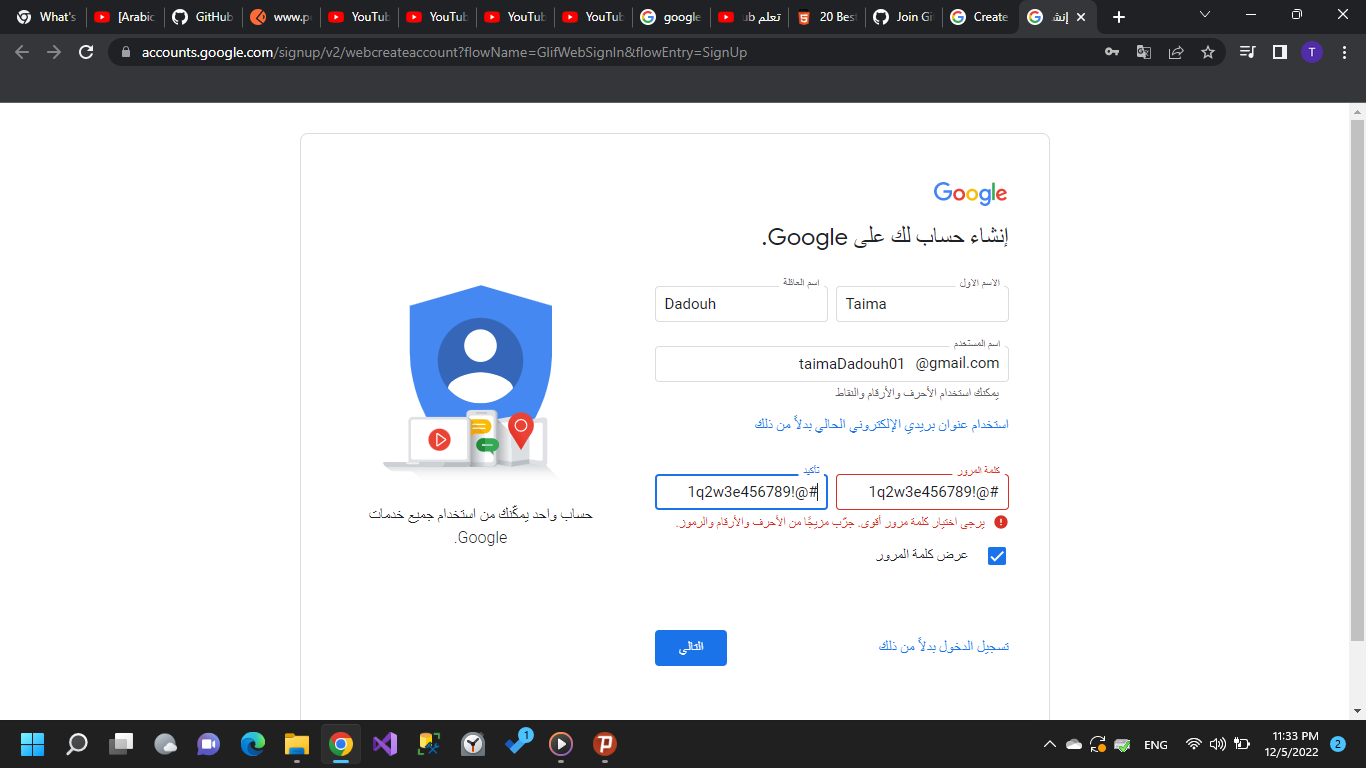 What's
[Arabic
GitHub
www.p
YouTub
YouTub
YouTub
YouTub
google
تعلم ub
20 Best
Join Gi
Create
إنش
accounts.google.com/signup/v2/webcreateaccount?flowName=GlifWebSignIn&flowEntry=SignUp
T
Google
إنشاء حساب لك على Google.
الاسم الأول
اسم العائلة
Taima
Dadouh
اسم المستخدم
taimaDadouh01 @gmail.com
يمكنك استخدام الأحرف والأرقام والنقاط
استخدام عنوان بريدي الإلكتروني الحالي بدلاً من ذلك
كلمة المرور
تأكيد
1q2w3e456789!@#
1q2w3e456789!@#
يرجى اختيار كلمة مرور أقوى. جرّب مزيجًا من الأحرف والأرقام والرموز.
عرض كلمة المرور
تسجيل الدخول بدلاً من ذلك
التالي
حساب واحد يمكّنك من استخدام جميع خدمات
Google.
1
ENG
11:33 PM
12/5/2022
2